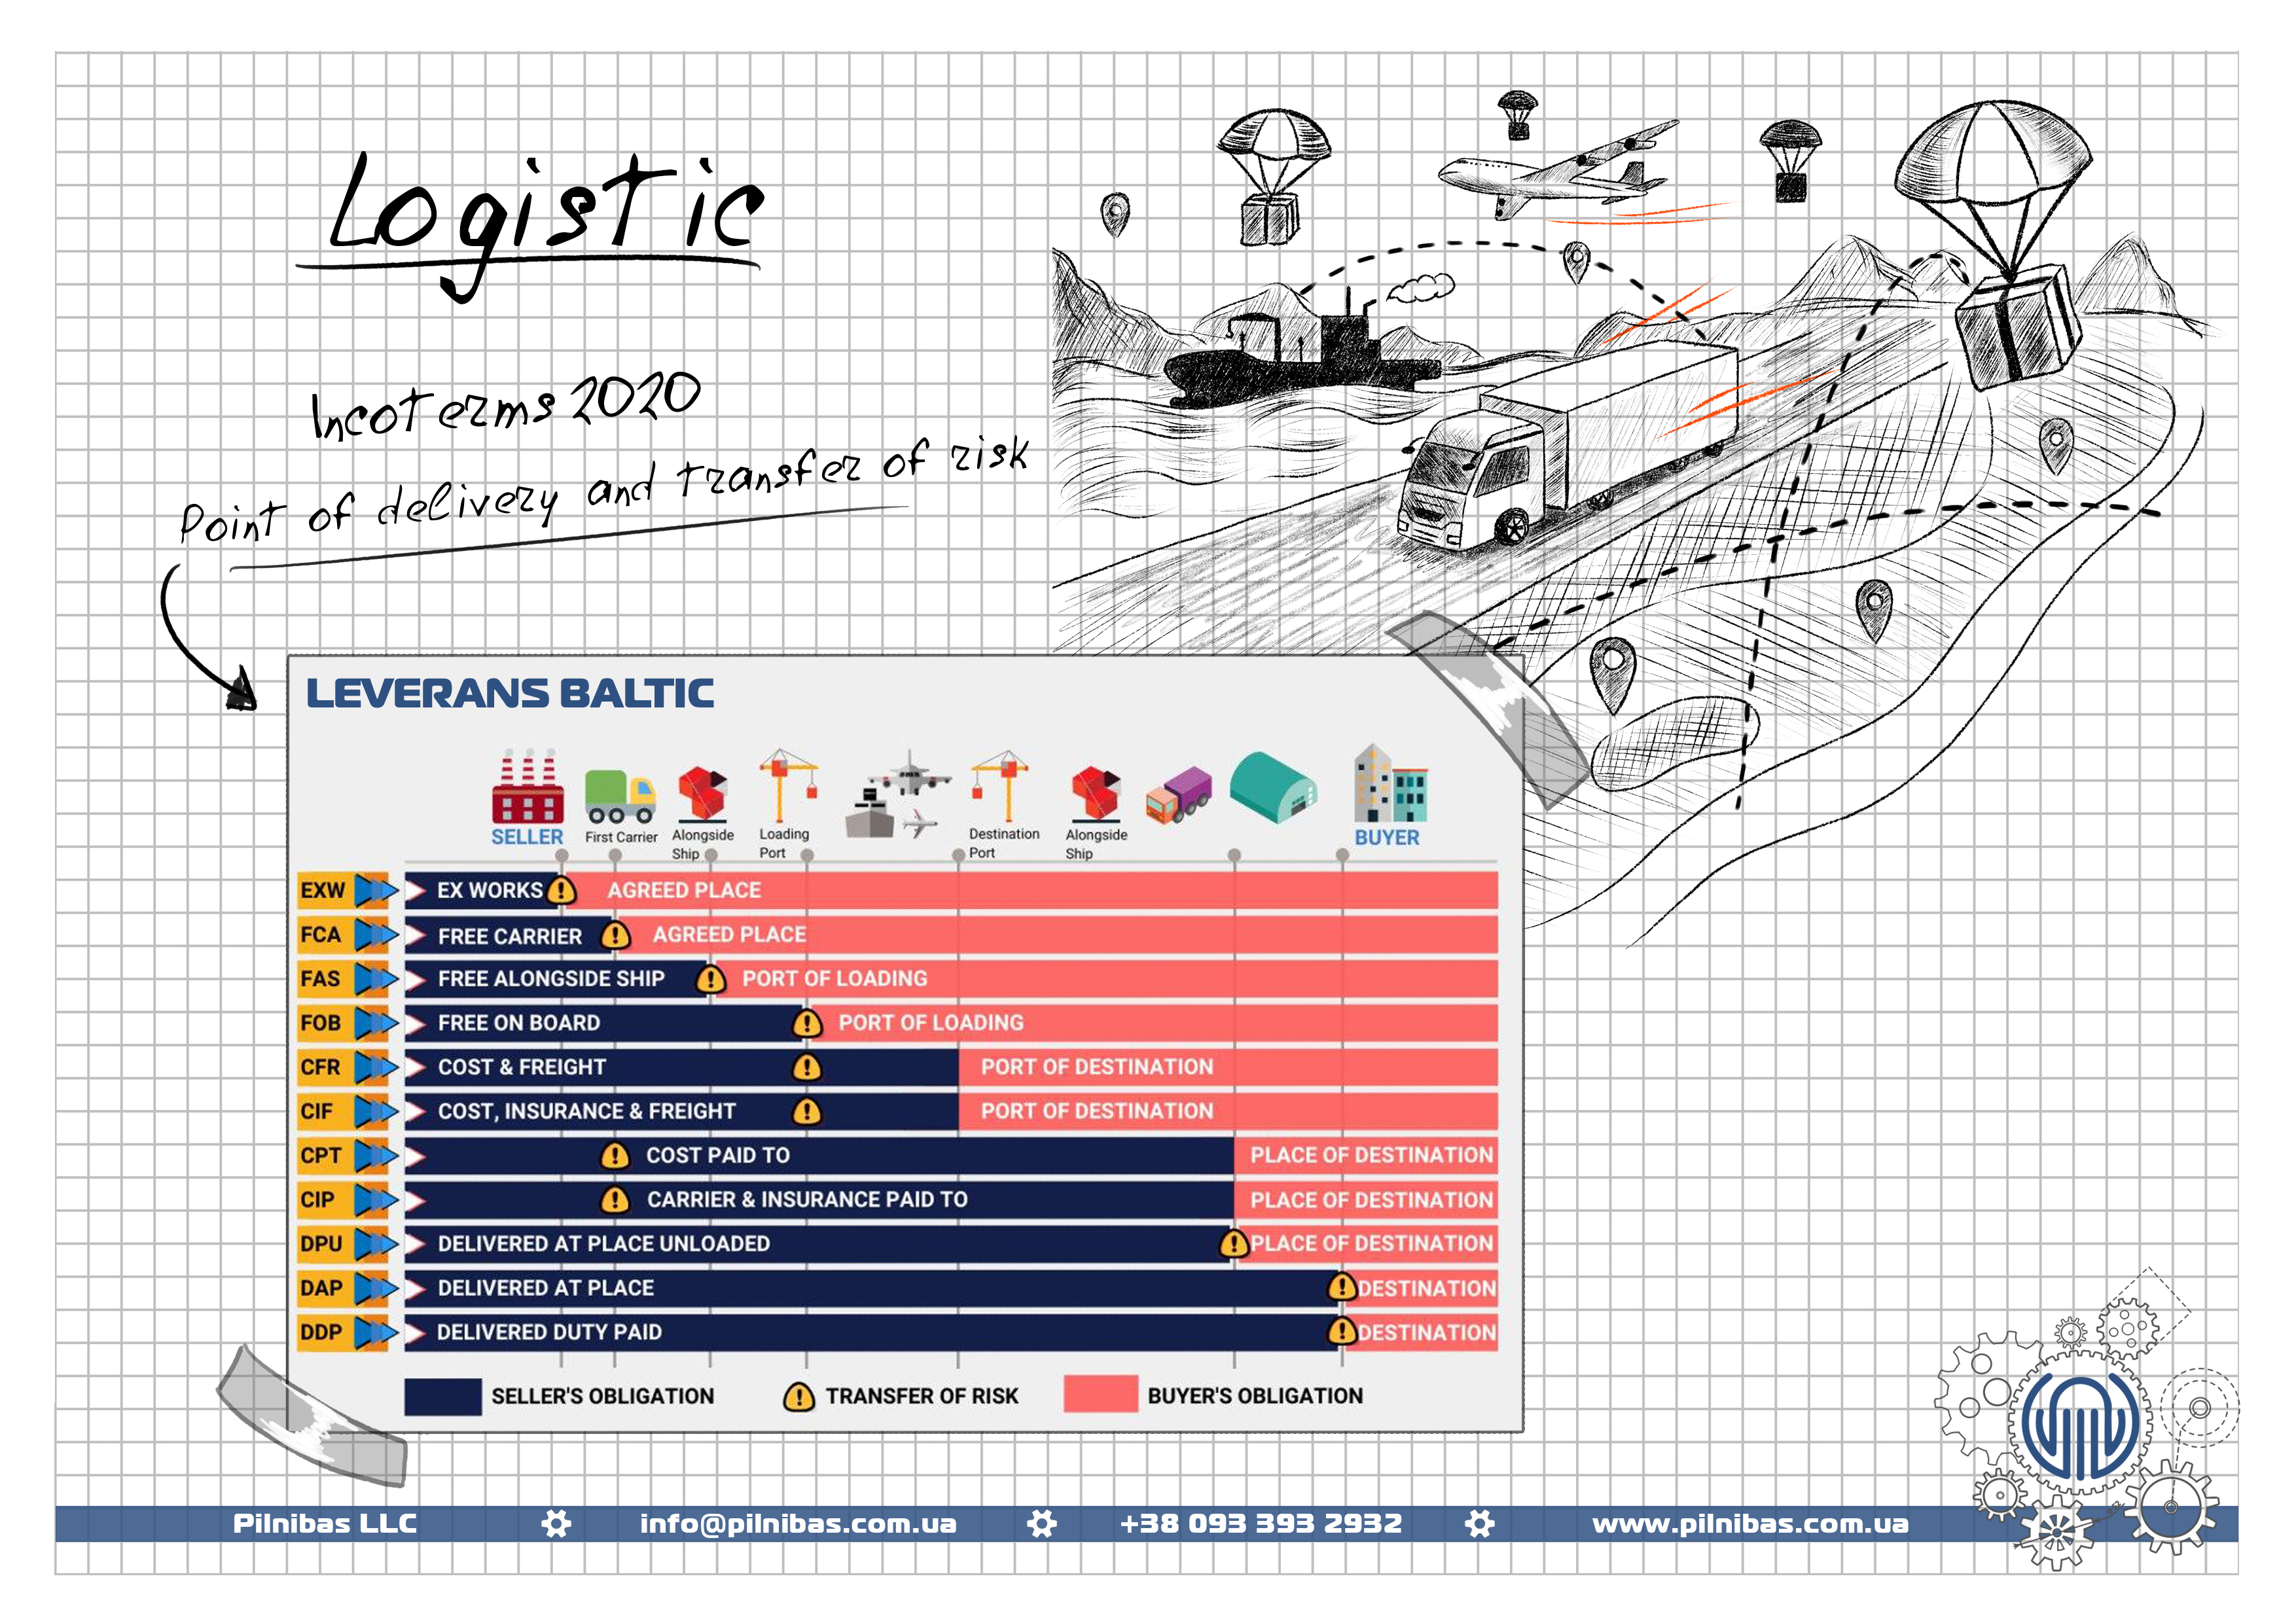 Logistic
Incoterms 2020
Point of delivery and transfer of risk
LEVERANS BALTIC
SELLER
First Carrier
Alongside
Ship
Loading
Port
Destination
Port
Alongside
Ship
BUYER
EXW EX WORKS AGREED PLACE
FCA FREE CARRIER AGREED PLACE
FAS FREE ALONGSIDE SHIP PORT OF LOADING
FOB FREE ON BOARD PORT OF LOADING
CFR COST & FREIGHT PORT OF DESTINATION
CIF COST, INSURANCE & FREIGHT PORT OF DESTINATION
CPT COST PAID TO PLACE OF DESTINATION
CIP CARRIER & INSURANCE PAID TO PLACE OF DESTINATION
DPU DELIVERED AT PLACE UNLOADED PLACE OF DESTINATION
DAP DELIVERED AT PLACE DESTINATION
DDP DELIVERED DUTY PAID DESTINATION
SELLER'S OBLIGATION TRANSFER OF RISK BUYER'S OBLIGATION
Pilnibas LLC info@pilnibas.com.ua +38 093 393 2932 www.pilnibas.com.ua